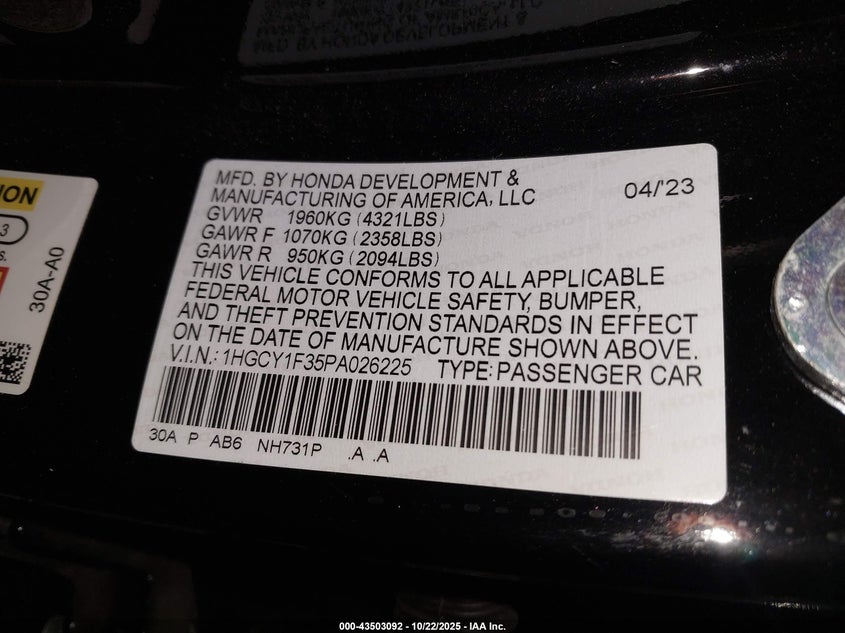 MFD. BY HONDA DEVELOPMENT &
MANUFACTURING OF AMERICA, LLC 04/'23
GVWR 1960KG (4321LBS)
GAWR F 1070KG (2358LBS)
GAWR R 950KG (2094LBS)
THIS VEHICLE CONFORMS TO ALL APPLICABLE
FEDERAL MOTOR VEHICLE SAFETY, BUMPER,
AND THEFT PREVENTION STANDARDS IN EFFECT
ON THE DATE OF MANUFACTURE SHOWN ABOVE.
V.I.N.: 1HGCY1F35PA026225 TYPE: PASSENGER CAR
30A P AB6 NH731P .A .A
ION
3
s.
30A-A0
000-43503092 - 10/22/2025 - IAA Inc.